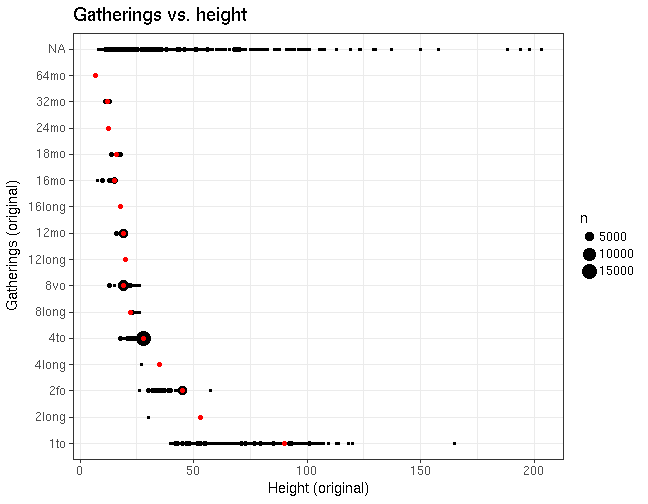 Gatherings vs. height
Gatherings (original)
NA
64mo
32mo
24mo
18mo
16mo
16long
12mo
12long
8vo
8long
4to
4long
2fo
2long
1to
0
50
100
150
200
Height (original)
n
5000
10000
15000